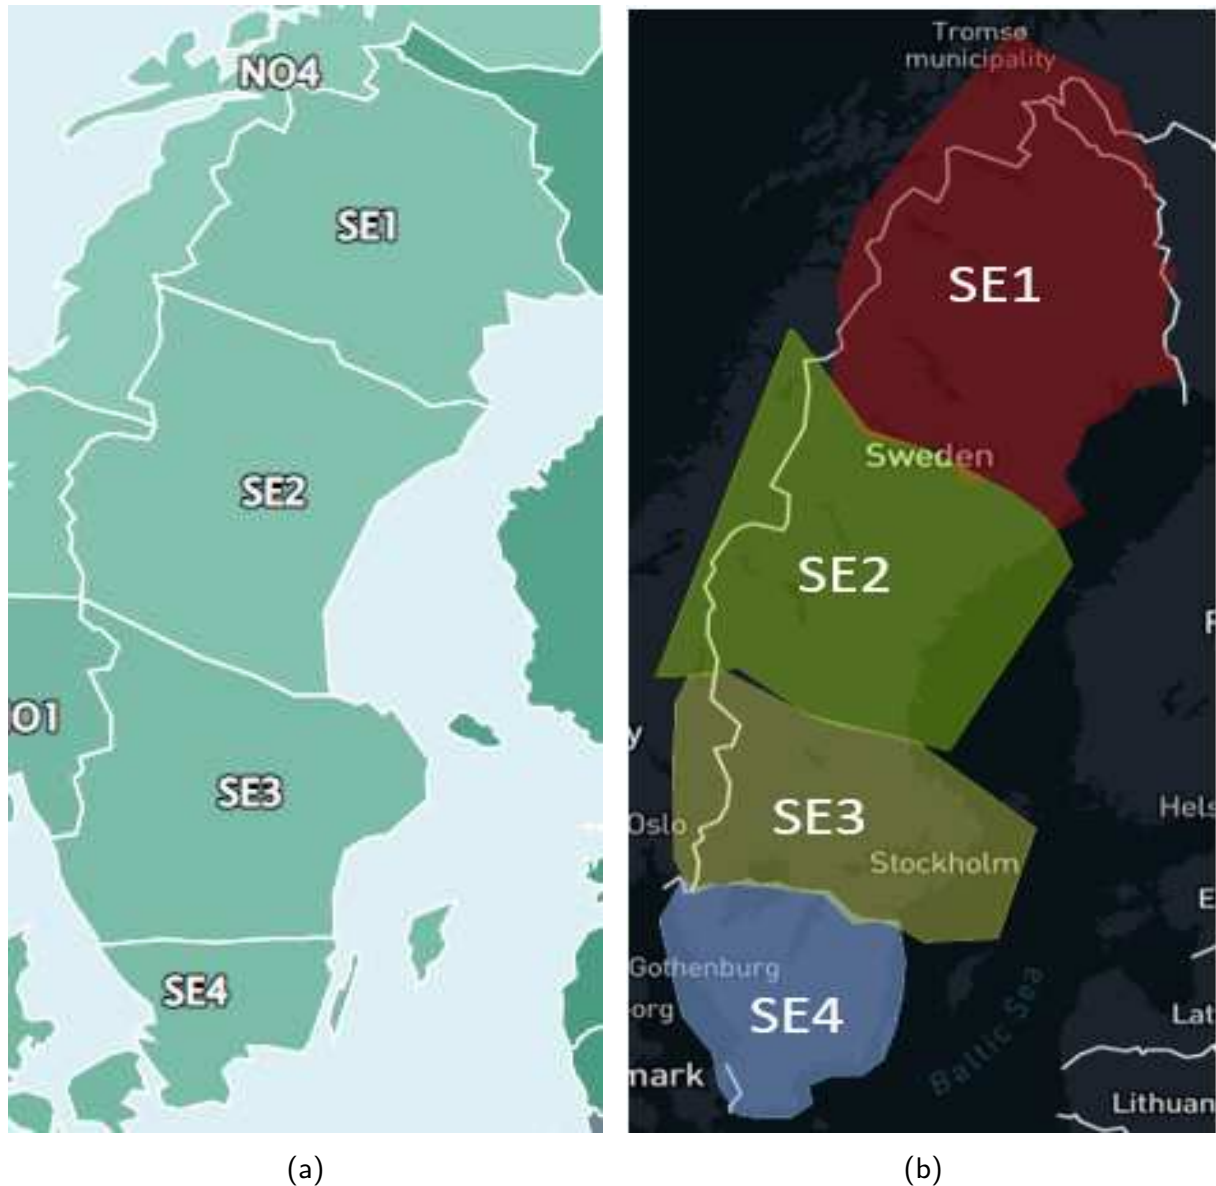 NO4
SE1
SE2
O1
SE3
SE4
(a)
Tromsø
municipality
SE1
Sweden
SE2
F
y
SE3
Hels
Oslo
Stockholm
E
Gothenburg
org
SE4
Lat
Baltic Sea
mark
Lithuan
(b)